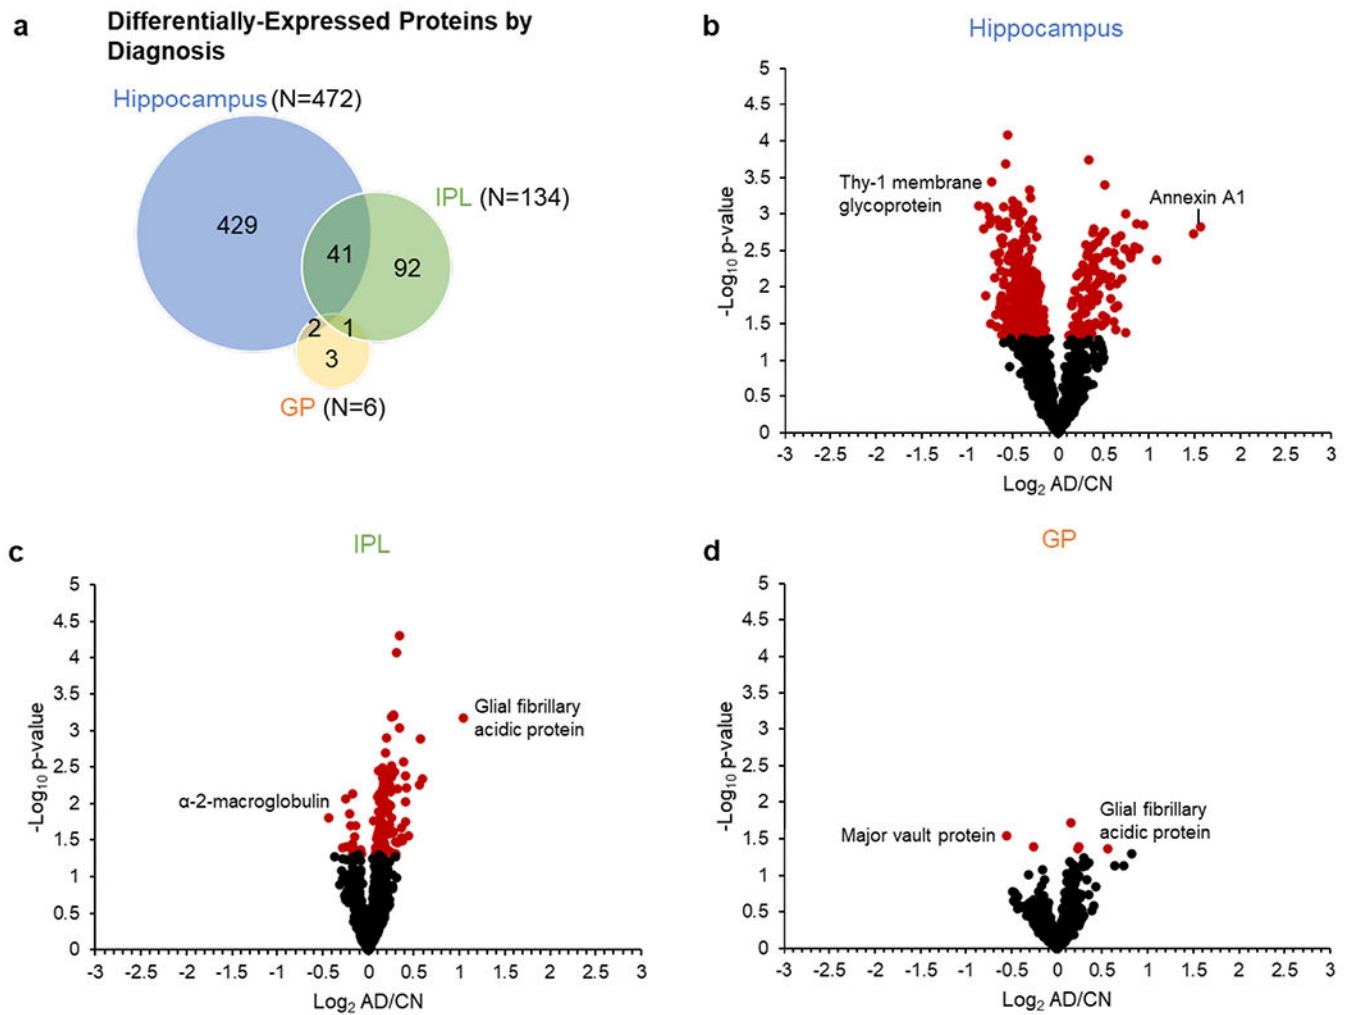 a
Differentially-Expressed Proteins by
Diagnosis
Hippocampus (N=472)
IPL (N=134)
429
41
92
2
1
3
GP (N=6)
b
Hippocampus
5
4.5
4
3.5
3
2.5
2
1.5
1
0.5
0
-Log10 p-value
Thy-1 membrane
glycoprotein
Annexin A1
-3 -2.5 -2 -1.5 -1 -0.5 0 0.5 1 1.5 2 2.5 3
Log2 AD/CN
c
IPL
5
4.5
4
3.5
3
2.5
2
1.5
1
0.5
0
-Log10 p-value
Glial fibrillary
acidic protein
α-2-macroglobulin
-3 -2.5 -2 -1.5 -1 -0.5 0 0.5 1 1.5 2 2.5 3
Log2 AD/CN
d
GP
5
4.5
4
3.5
3
2.5
2
1.5
1
0.5
0
-Log10 p-value
Major vault protein
Glial fibrillary
acidic protein
-3 -2.5 -2 -1.5 -1 -0.5 0 0.5 1 1.5 2 2.5 3
Log2 AD/CN